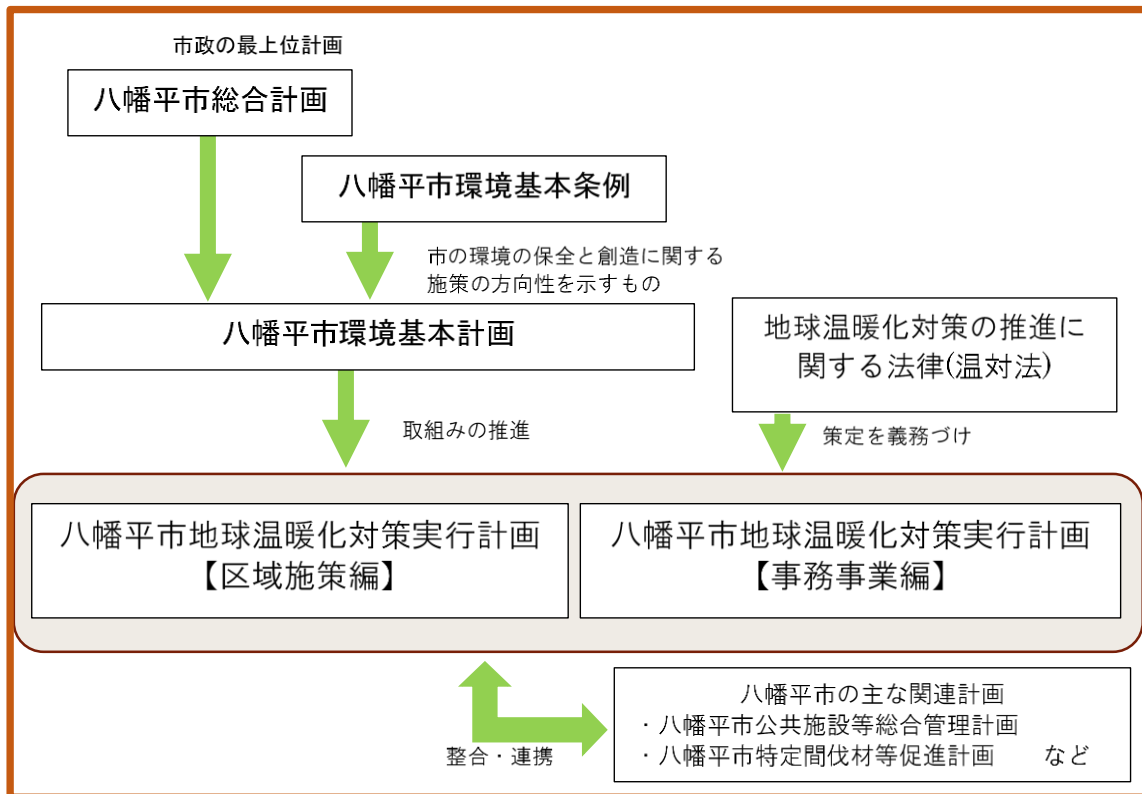 市政の最上位計画
八幡平市総合計画
八幡平市環境基本条例
市の環境の保全と創造に関する
施策の方向性を示すもの
八幡平市環境基本計画
地球温暖化対策の推進に
関する法律(温対法)
取組みの推進
策定を義務づけ
八幡平市地球温暖化対策実行計画
【区域施策編】
八幡平市地球温暖化対策実行計画
【事務事業編】
整合・連携
八幡平市の主な関連計画
・八幡平市公共施設等総合管理計画
・八幡平市特定間伐材等促進計画　など